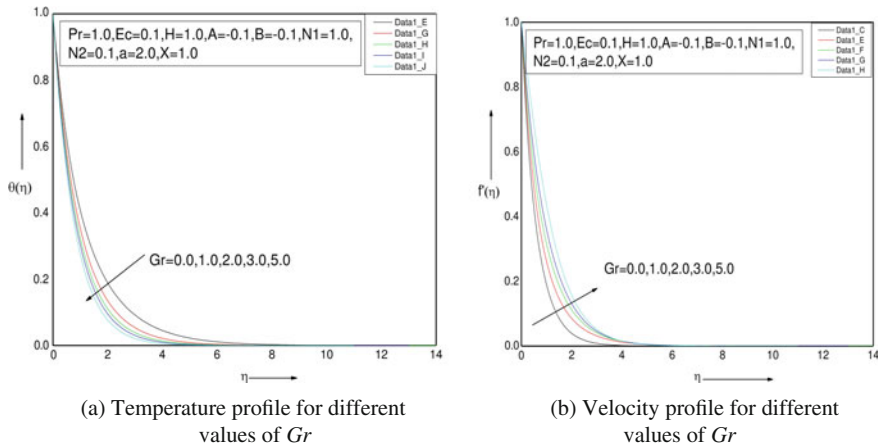 1.0
0.8
0.6
0.4
0.2
0.0
0 2 4 6 8 10 12 14
θ(η)
η
Pr=1.0,Ec=0.1,H=1.0,A=-0.1,B=-0.1,N1=1.0,
N2=0.1,a=2.0,X=1.0
Data1_E
Data1_G
Data1_H
Data1_I
Data1_J
Gr=0.0,1.0,2.0,3.0,5.0
(a) Temperature profile for different
values of Gr
1.0
0.8
0.6
0.4
0.2
0.0
0 2 4 6 8 10 12 14
f'(η)
η
Pr=1.0,Ec=0.1,H=1.0,A=-0.1,B=-0.1,N1=1.0,
N2=0.1,a=2.0,X=1.0
Data1_C
Data1_E
Data1_F
Data1_G
Data1_H
Gr=0.0,1.0,2.0,3.0,5.0
(b) Velocity profile for different
values of Gr